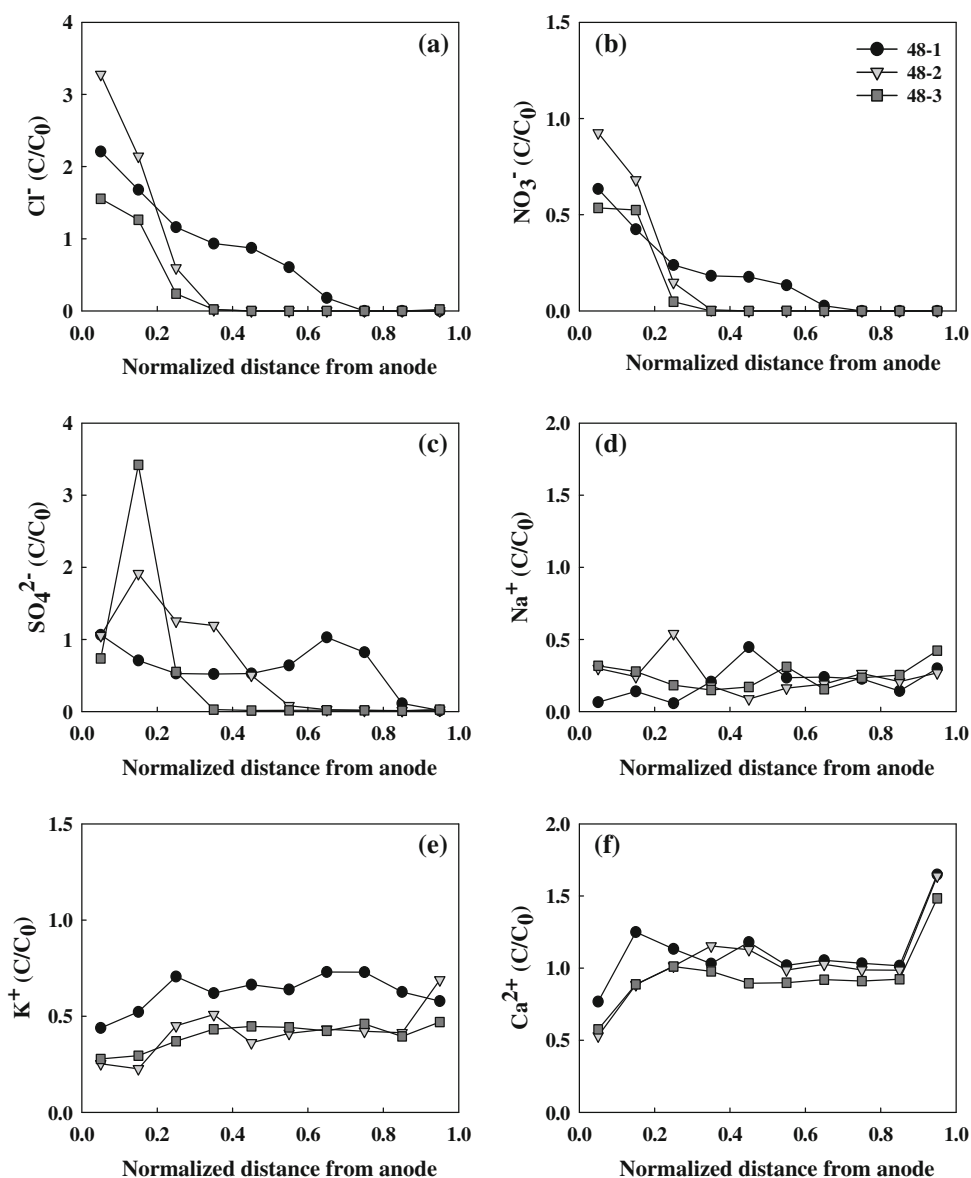 (a)
4
3
2
1
0
Cl⁻ (C/C₀)
0.0 0.2 0.4 0.6 0.8 1.0
Normalized distance from anode
(b)
48-1
48-2
48-3
1.5
1.0
0.5
0.0
NO₃⁻ (C/C₀)
0.0 0.2 0.4 0.6 0.8 1.0
Normalized distance from anode
(c)
4
3
2
1
0
SO₄²⁻ (C/C₀)
0.0 0.2 0.4 0.6 0.8 1.0
Normalized distance from anode
(d)
2.0
1.5
1.0
0.5
0.0
Na⁺ (C/C₀)
0.0 0.2 0.4 0.6 0.8 1.0
Normalized distance from anode
(e)
1.5
1.0
0.5
0.0
K⁺ (C/C₀)
0.0 0.2 0.4 0.6 0.8 1.0
Normalized distance from anode
(f)
2.0
1.5
1.0
0.5
0.0
Ca²⁺ (C/C₀)
0.0 0.2 0.4 0.6 0.8 1.0
Normalized distance from anode